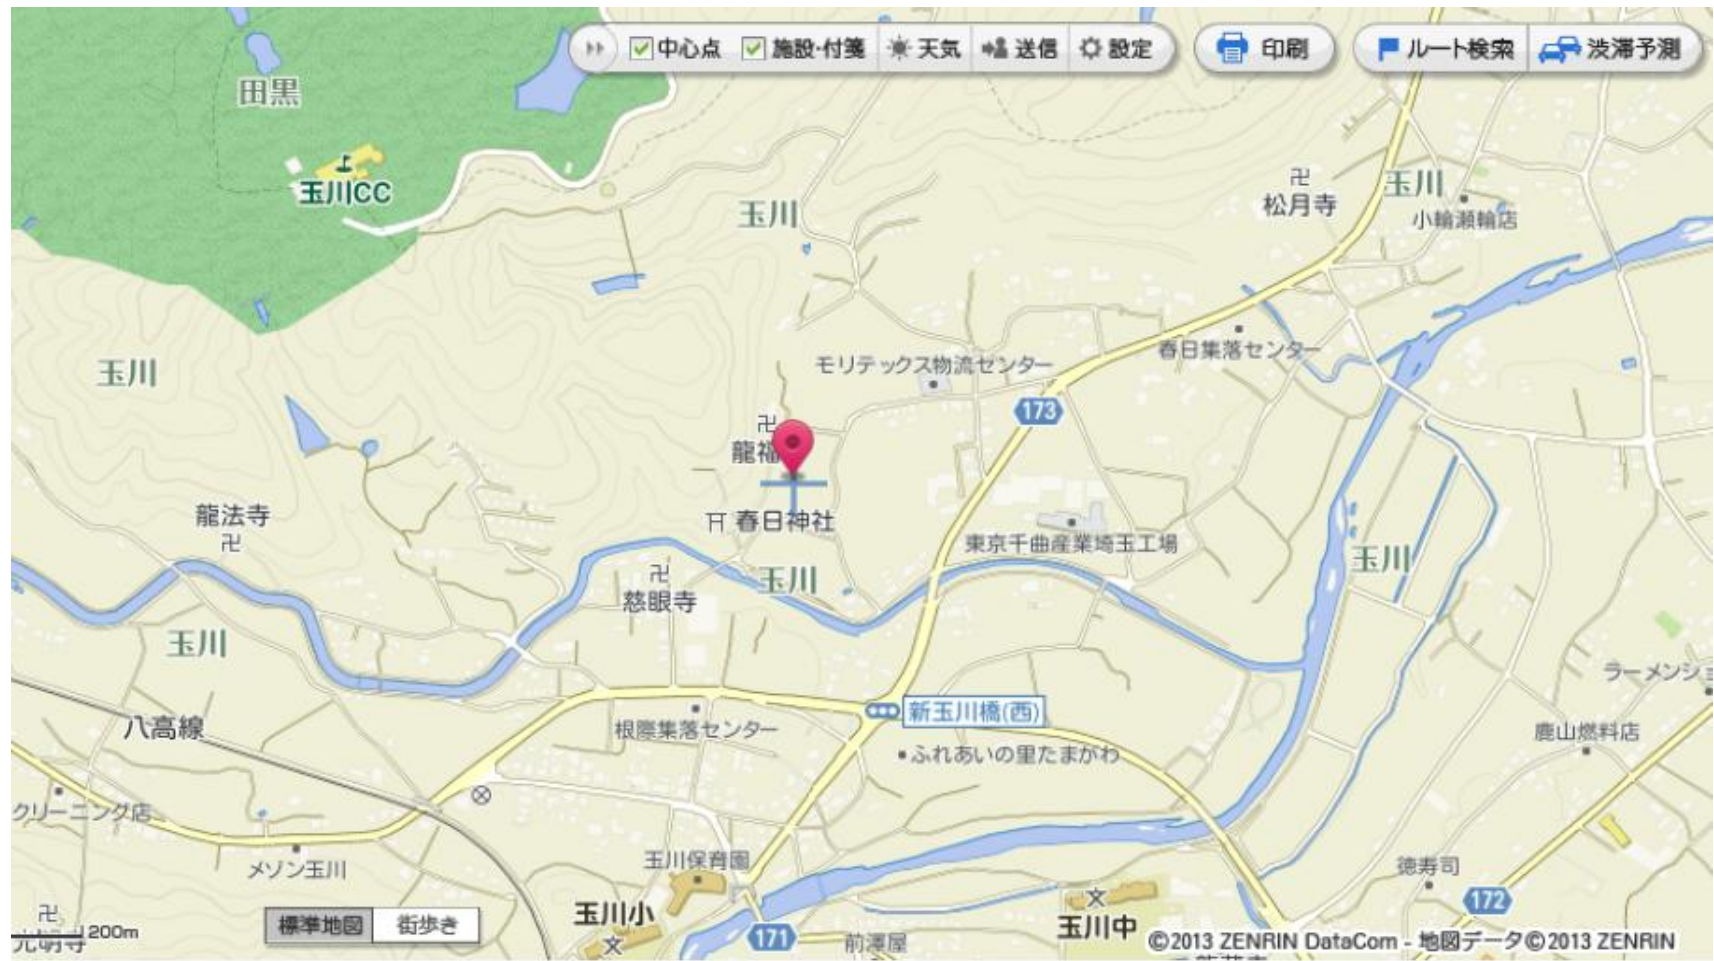 中心点
施設・付箋
天気
送信
設定
印刷
ルート検索
渋滞予測
田黒
玉川CC
玉川
松月寺
玉川
小輪瀬輪店
玉川
モリテックス物流センター
春日集落センター
173
龍福
龍法寺
春日神社
東京千曲産業埼玉工場
玉川
慈眼寺
玉川
玉川
ラーメンショ
八高線
根際集落センター
新玉川橋(西)
ふれあいの里たまがわ
鹿山燃料店
クリーニング店
メゾン玉川
玉川保育園
徳寿司
172
玉川小
玉川中
171
前澤屋
光明寺
200m
標準地図
街歩き
©2013 ZENRIN DataCom - 地図データ©2013 ZENRIN